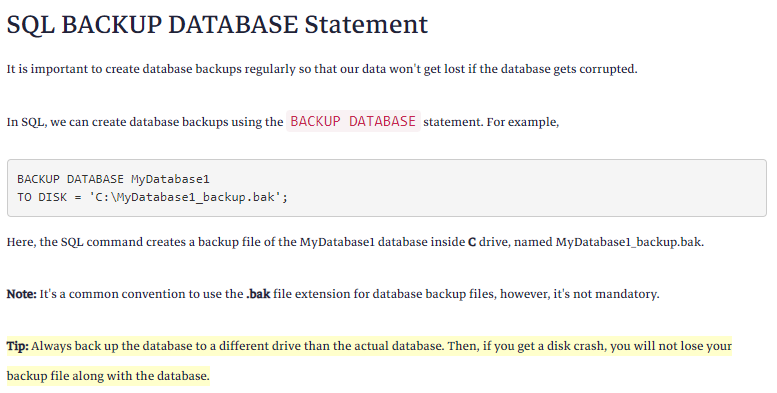 SQL BACKUP DATABASE Statement
It is important to create database backups regularly so that our data won't get lost if the database gets corrupted.
In SQL, we can create database backups using the BACKUP DATABASE statement. For example,
BACKUP DATABASE MyDatabase1
TO DISK = 'C:\MyDatabase1_backup.bak';
Here, the SQL command creates a backup file of the MyDatabase1 database inside C drive, named MyDatabase1_backup.bak.
Note: It's a common convention to use the .bak file extension for database backup files, however, it's not mandatory.
Tip: Always back up the database to a different drive than the actual database. Then, if you get a disk crash, you will not lose your
backup file along with the database.